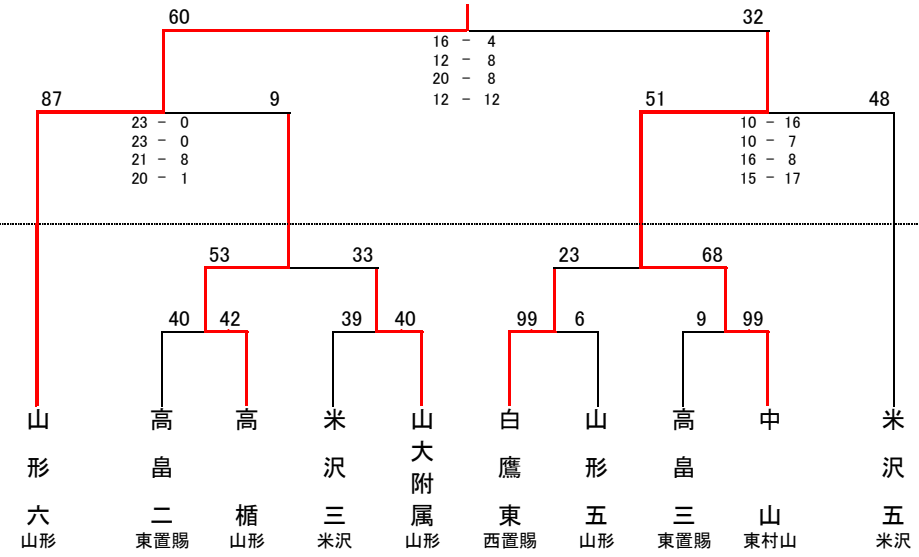 60 32
16 - 4
12 - 8
20 - 8
12 - 12
87 9 51 48
23 - 0 10 - 16
23 - 0 10 - 7
21 - 8 16 - 8
20 - 1 15 - 17
53 33 23 68
40 42 39 40 99 6 9 99
山形六 高畠二 高楯 米沢三 山大附属 白鷹東 山形五 高畠三 中山 米沢五
山形 東置賜 山形 米沢 山形 西置賜 山形 東置賜 東村山 米沢